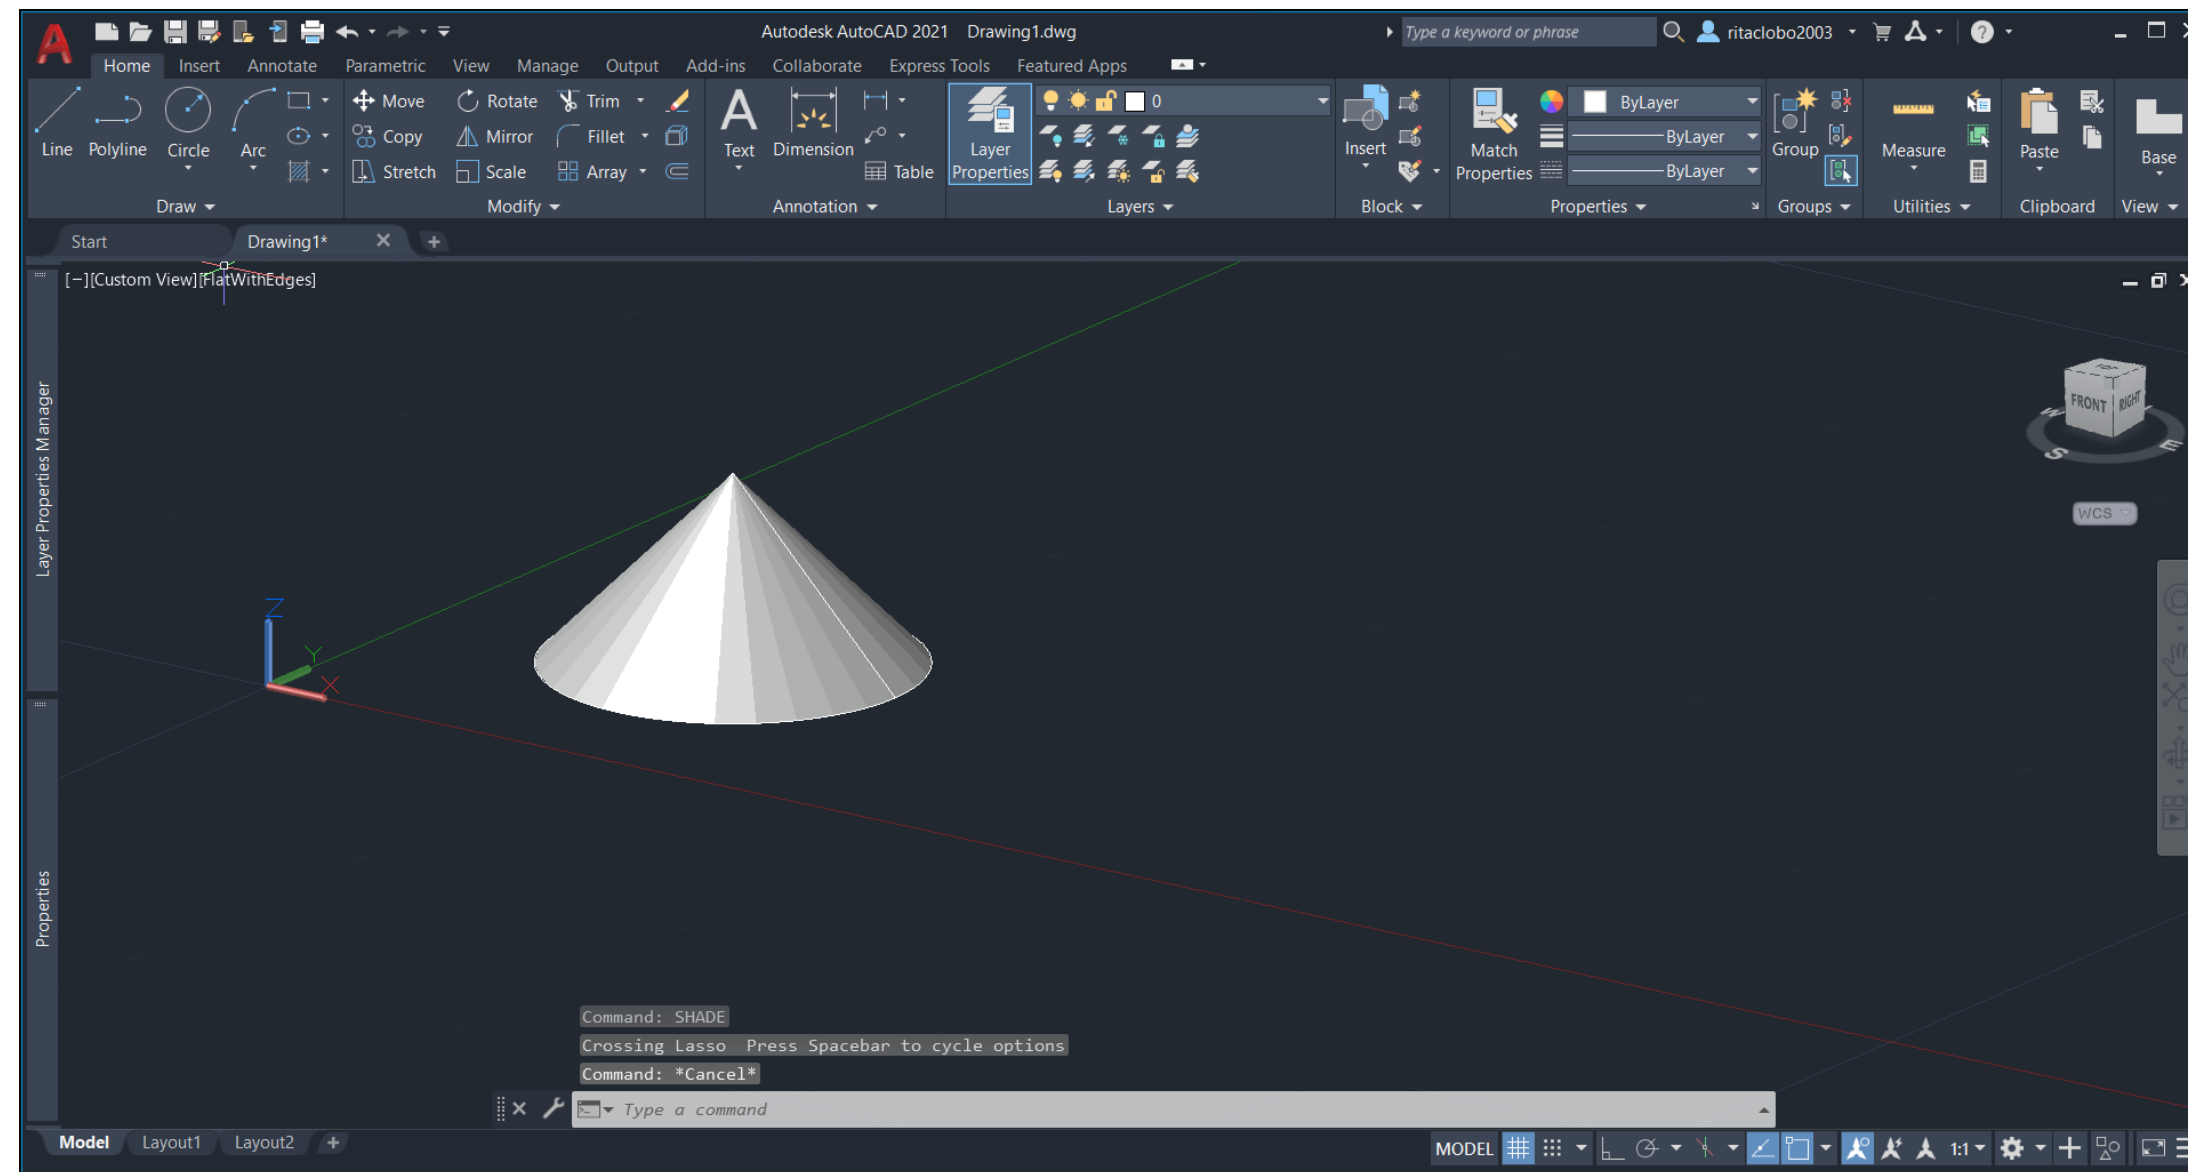 Autodesk AutoCAD 2021 Drawing1.dwg
Type a keyword or phrase
ritaclobo2003
Home Insert Annotate Parametric View Manage Output Add-ins Collaborate Express Tools Featured Apps
Line Polyline Circle Arc
Move Rotate Trim
Copy Mirror Fillet
Stretch Scale Array
Text Dimension
Table
Layer Properties
0
Insert
Match Properties
ByLayer
ByLayer
ByLayer
Group
Measure
Paste
Base
Draw Modify Annotation Layers Block Properties Groups Utilities Clipboard View
Start Drawing1*
[−][Custom View][FlatWithEdges]
Layer Properties Manager
Properties
TOP
FRONT RIGHT
W S E
WCS
Z
Y
X
Command: SHADE
Crossing Lasso Press Spacebar to cycle options
Command: *Cancel*
Type a command
Model Layout1 Layout2
MODEL 1:1